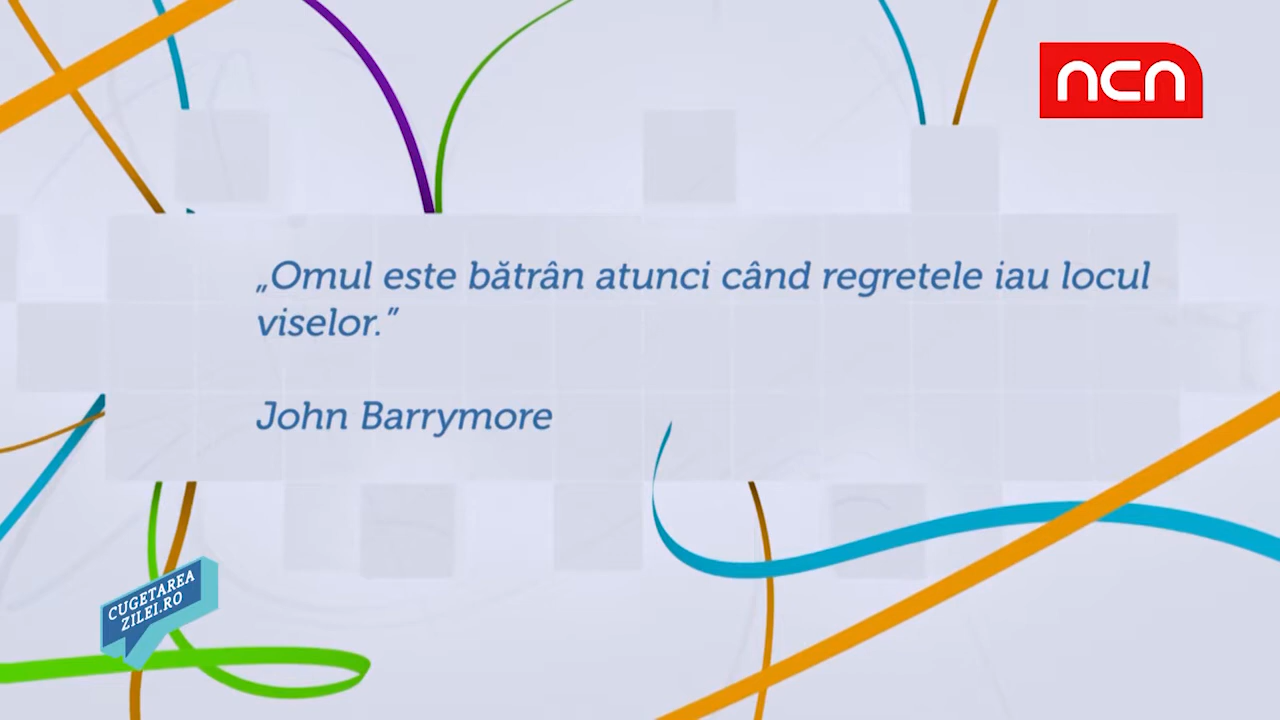 ncn
„Omul este bătrân atunci când regretele iau locul
viselor.”
John Barrymore
CUGETAREA
ZILEI.RO